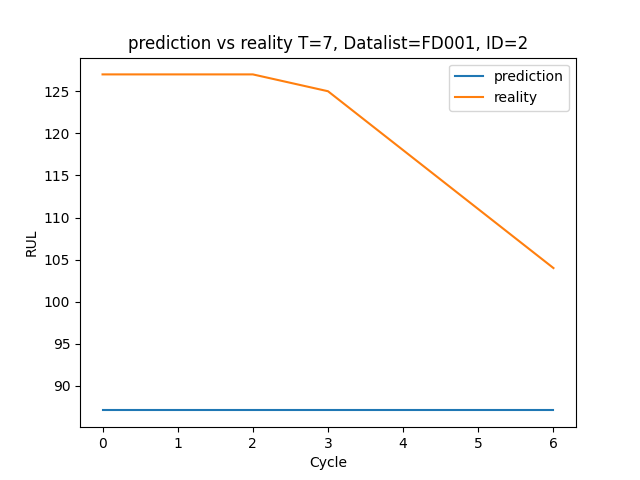 prediction vs reality T=7, Datalist=FD001, ID=2
prediction
reality
125
120
115
110
105
100
95
90
RUL
0 1 2 3 4 5 6
Cycle